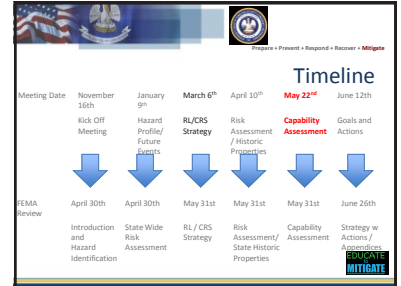 Prepare + Prevent + Respond + Recover + Mitigate
Timeline
Meeting Date November 16th January 9th March 6th April 10th May 22nd June 12th
Kick Off Meeting Hazard Profile/ Future Events RL/CRS Strategy Risk Assessment / Historic Properties Capability Assessment Goals and Actions
FEMA Review April 30th April 30th May 31st May 31st May 31st June 26th
Introduction and Hazard Identification State Wide Risk Assessment RL / CRS Strategy Risk Assessment/ State Historic Properties Capability Assessment Strategy w Actions / Appendices
EDUCATE
MITIGATE